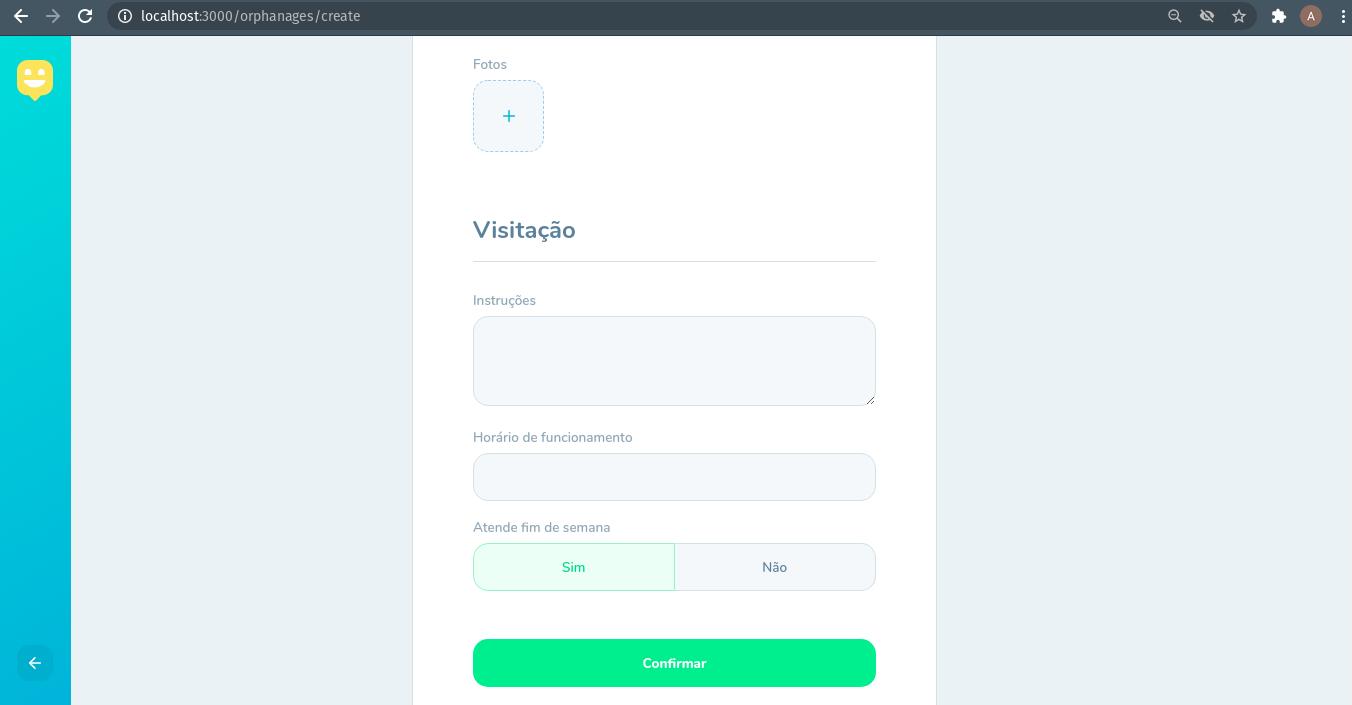 localhost:3000/orphanages/create
A
Fotos
Visitação
Instruções
Horário de funcionamento
Atende fim de semana
Sim
Não
Confirmar